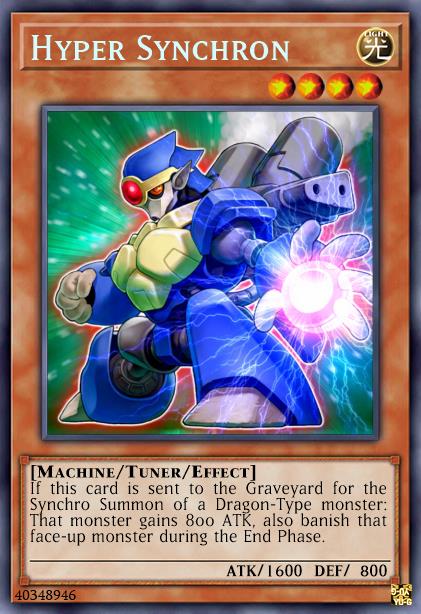 HYPER SYNCHRON
LIGHT
光
[MACHINE/TUNER/EFFECT]
If this card is sent to the Graveyard for the
Synchro Summon of a Dragon-Type monster:
That monster gains 800 ATK, also banish that
face-up monster during the End Phase.
ATK/1600 DEF/ 800
40348946